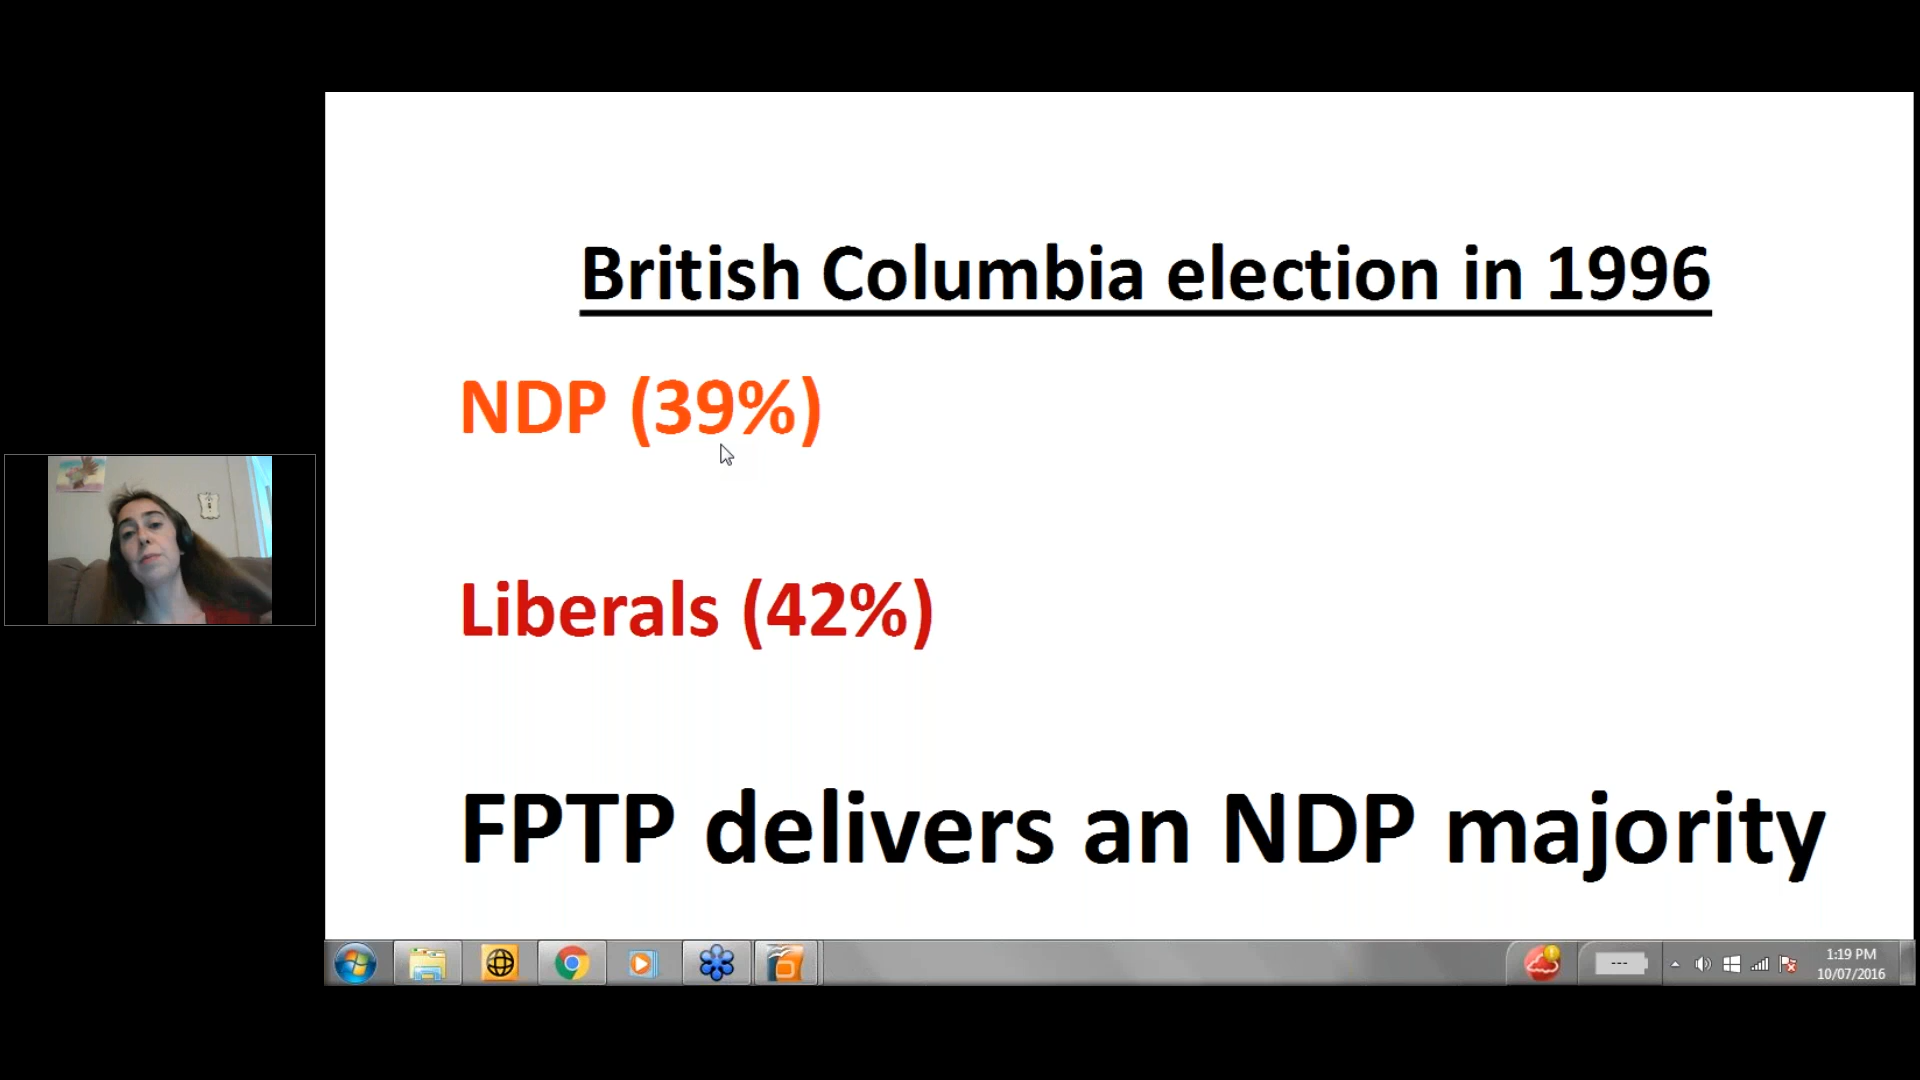 British Columbia election in 1996
NDP (39%)
Liberals (42%)
FPTP delivers an NDP majority
---
1:19 PM
10/07/2016